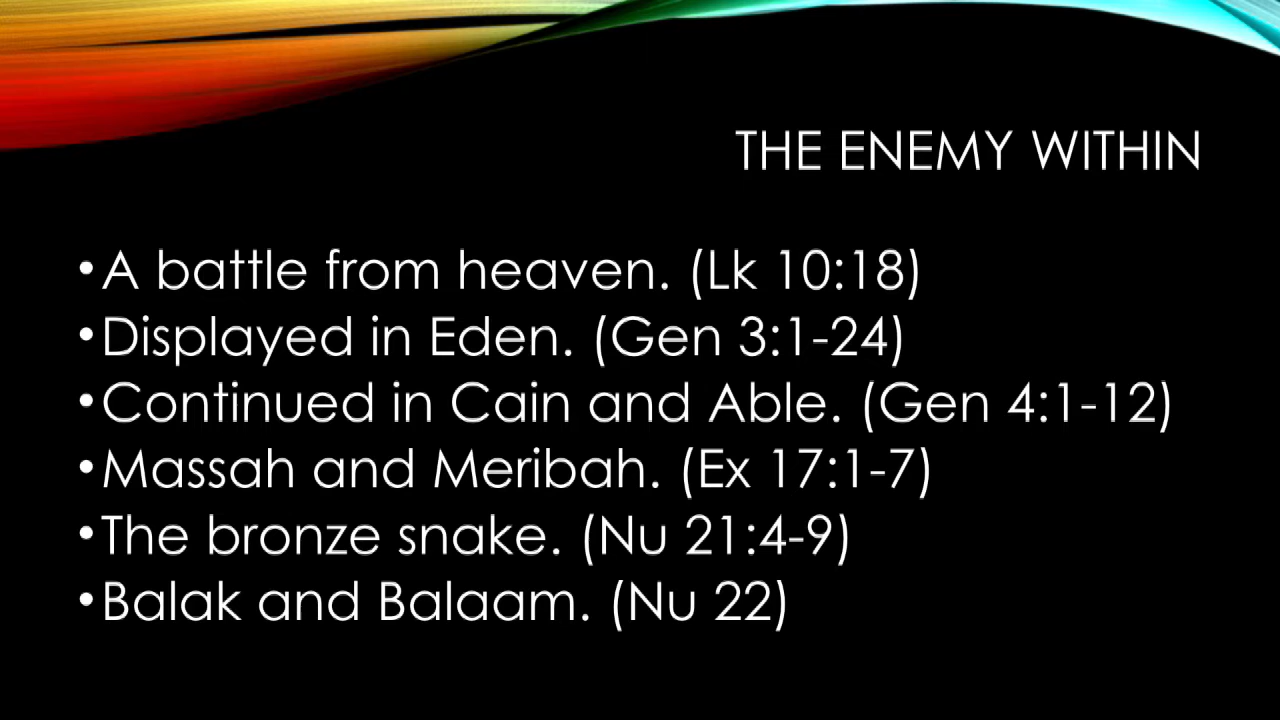 THE ENEMY WITHIN
•A battle from heaven. (Lk 10:18)
•Displayed in Eden. (Gen 3:1-24)
•Continued in Cain and Able. (Gen 4:1-12)
•Massah and Meribah. (Ex 17:1-7)
•The bronze snake. (Nu 21:4-9)
•Balak and Balaam. (Nu 22)